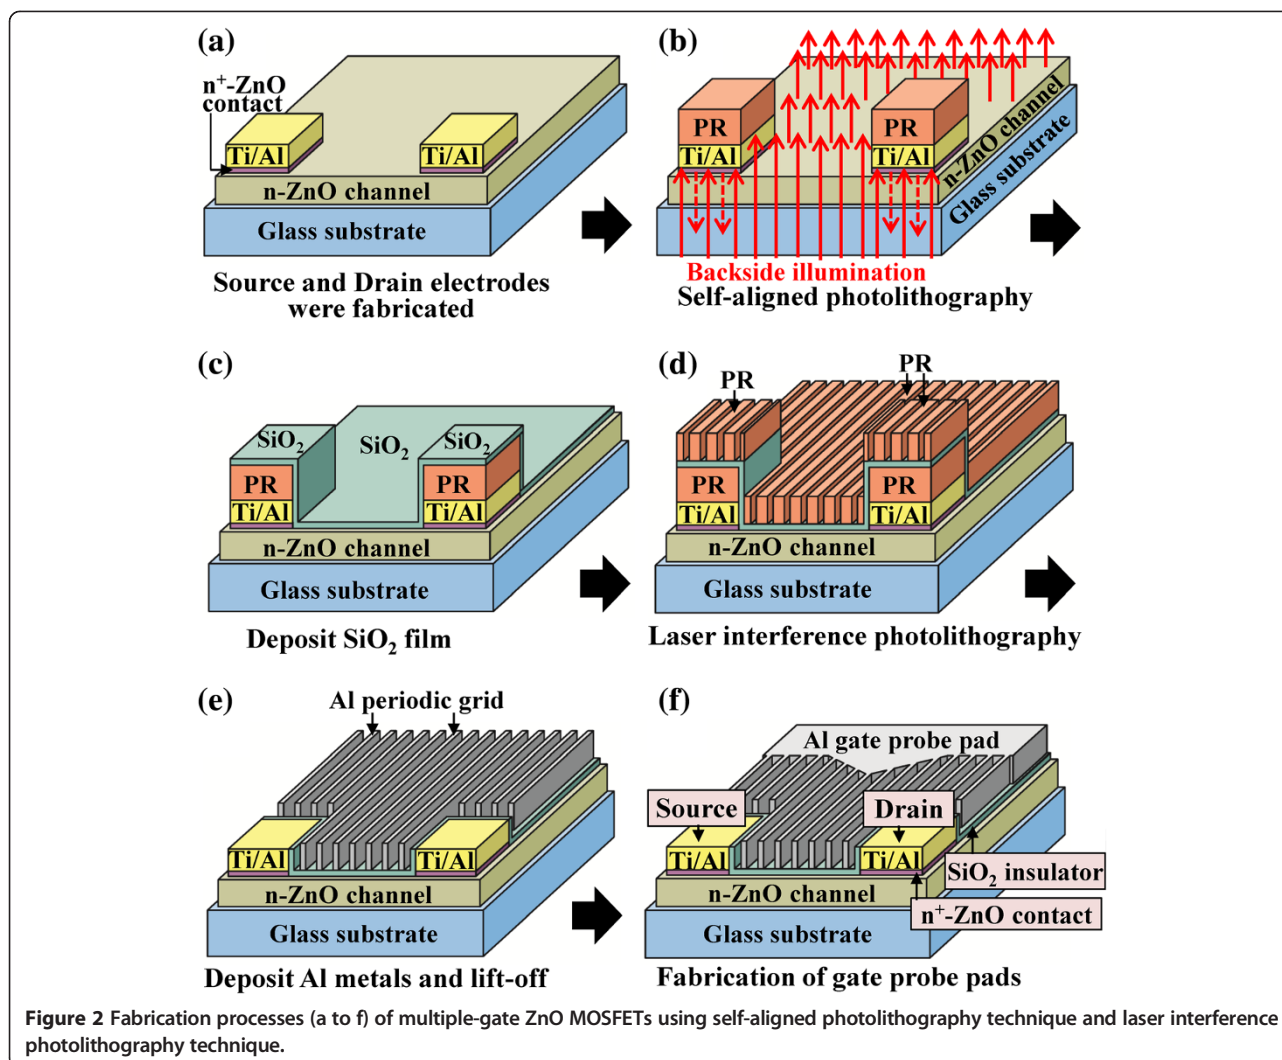 (a)
n⁺-ZnO
contact
Ti/Al
Ti/Al
n-ZnO channel
Glass substrate
Source and Drain electrodes
were fabricated
(b)
PR
PR
Ti/Al
Ti/Al
n-ZnO channel
Glass substrate
Backside illumination
Self-aligned photolithography
(c)
SiO₂
SiO₂
SiO₂
PR
PR
Ti/Al
Ti/Al
n-ZnO channel
Glass substrate
Deposit SiO₂ film
(d)
PR
PR
PR
PR
Ti/Al
Ti/Al
n-ZnO channel
Glass substrate
Laser interference photolithography
(e)
Al periodic grid
Ti/Al
Ti/Al
n-ZnO channel
Glass substrate
Deposit Al metals and lift-off
(f)
Al gate probe pad
Source
Drain
Ti/Al
Ti/Al
SiO₂ insulator
n-ZnO channel
n⁺-ZnO contact
Glass substrate
Fabrication of gate probe pads
Figure 2 Fabrication processes (a to f) of multiple-gate ZnO MOSFETs using self-aligned photolithography technique and laser interference
photolithography technique.